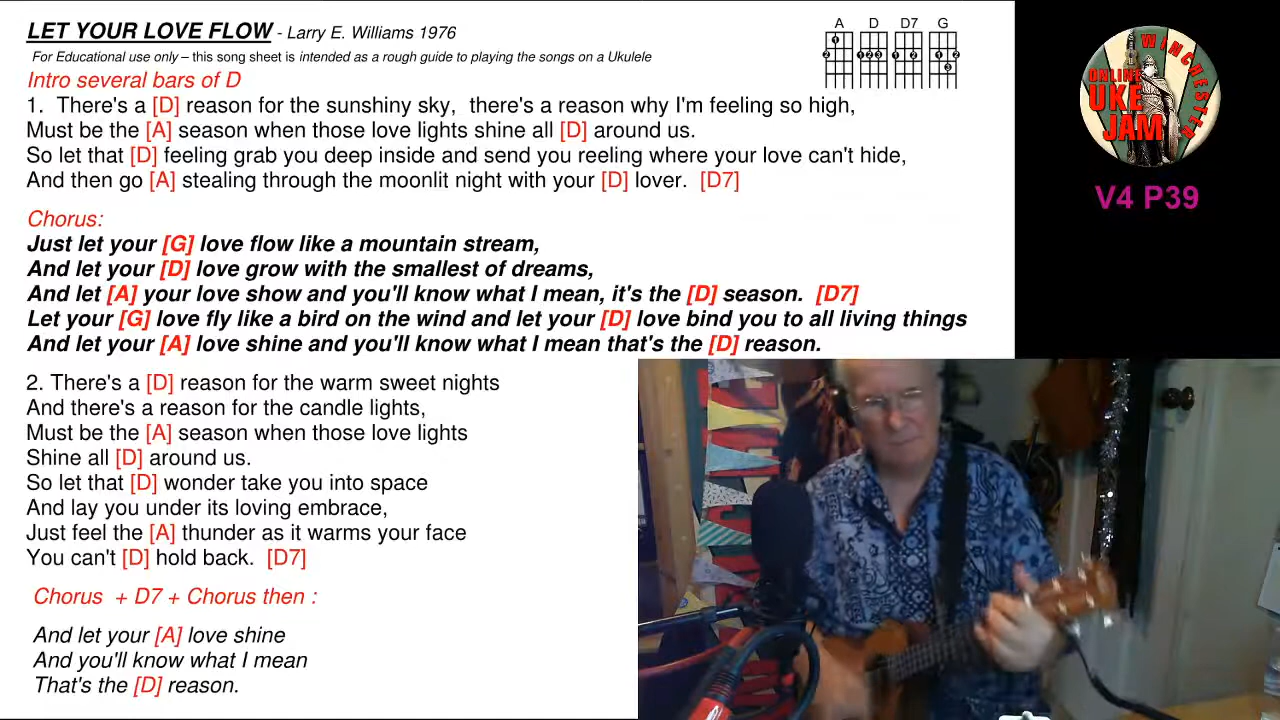 LET YOUR LOVE FLOW - Larry E. Williams 1976
For Educational use only – this song sheet is intended as a rough guide to playing the songs on a Ukulele
A D D7 G
Intro several bars of D
1. There's a [D] reason for the sunshiny sky, there's a reason why I'm feeling so high,
Must be the [A] season when those love lights shine all [D] around us.
So let that [D] feeling grab you deep inside and send you reeling where your love can't hide,
And then go [A] stealing through the moonlit night with your [D] lover. [D7]
Chorus:
Just let your [G] love flow like a mountain stream,
And let your [D] love grow with the smallest of dreams,
And let [A] your love show and you'll know what I mean, it's the [D] season. [D7]
Let your [G] love fly like a bird on the wind and let your [D] love bind you to all living things
And let your [A] love shine and you'll know what I mean that's the [D] reason.
2. There's a [D] reason for the warm sweet nights
And there's a reason for the candle lights,
Must be the [A] season when those love lights
Shine all [D] around us.
So let that [D] wonder take you into space
And lay you under its loving embrace,
Just feel the [A] thunder as it warms your face
You can't [D] hold back. [D7]
Chorus + D7 + Chorus then :
And let your [A] love shine
And you'll know what I mean
That's the [D] reason.
WINCHESTER
ONLINE
UKE
JAM
V4 P39